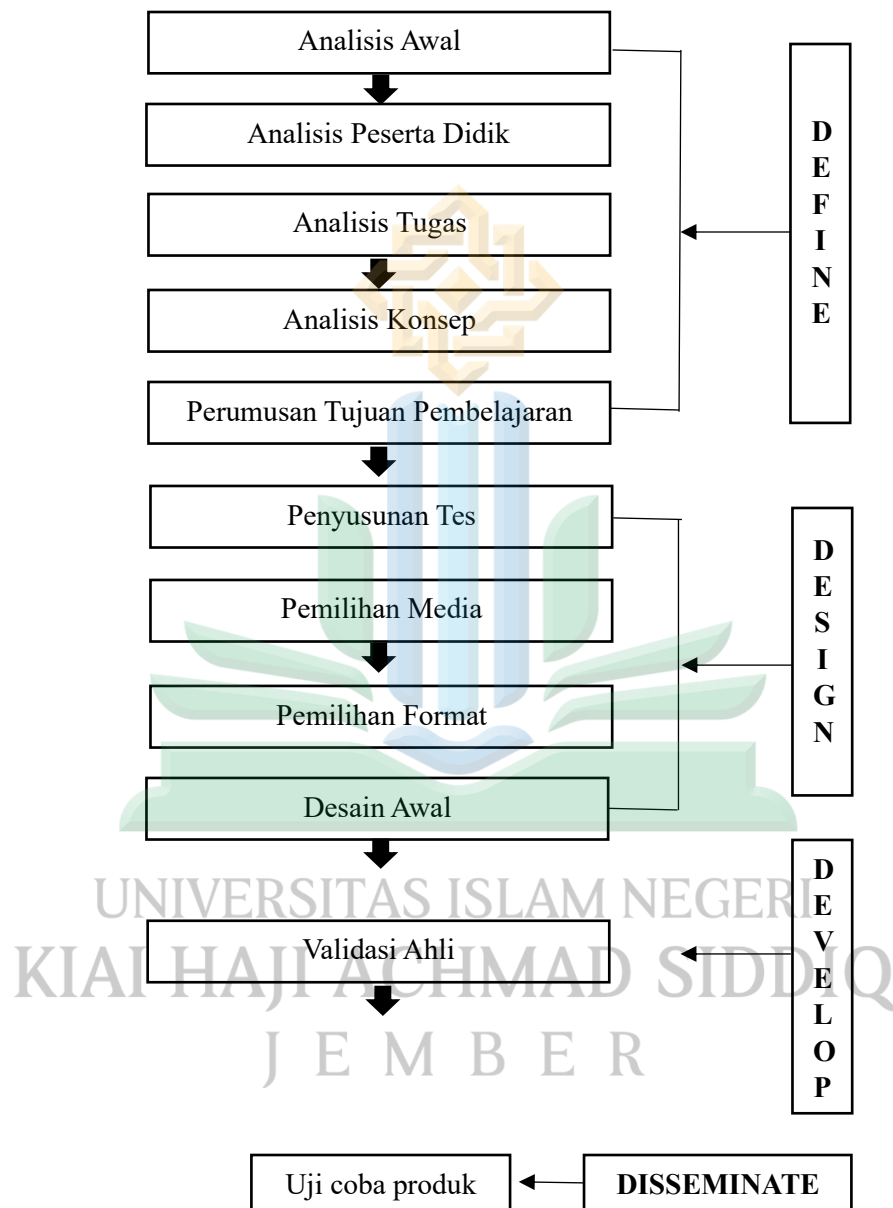 Analisis Awal
Analisis Peserta Didik
Analisis Tugas
Analisis Konsep
Perumusan Tujuan Pembelajaran
DEFINE
Penyusunan Tes
Pemilihan Media
Pemilihan Format
Desain Awal
DESIGN
UNIVERSITAS ISLAM NEGERI
Validasi Ahli
KIAI HAJI ACHMAD SIDDIQ
JEMBER
DEVELOP
Uji coba produk
DISSEMINATE